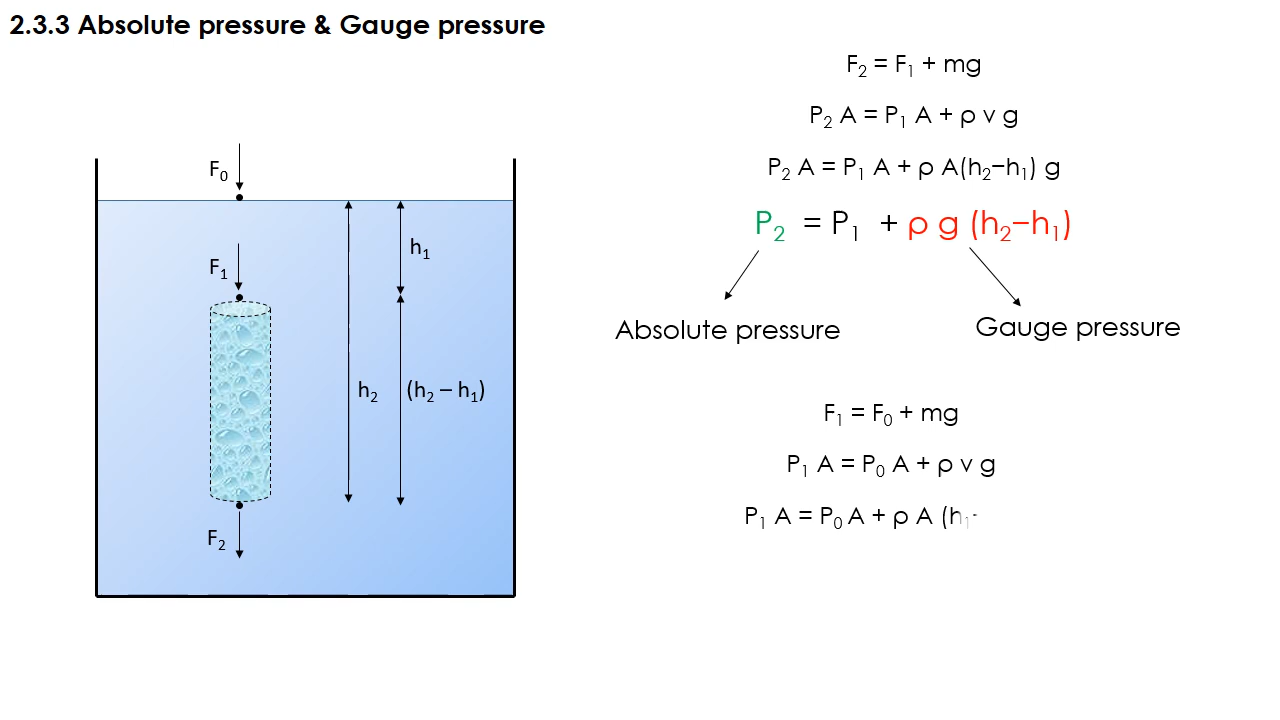 2.3.3 Absolute pressure & Gauge pressure
F₂ = F₁ + mg
P₂ A = P₁ A + ρ v g
P₂ A = P₁ A + ρ A(h₂−h₁) g
P₂ = P₁ + ρ g (h₂−h₁)
Absolute pressure
Gauge pressure
F₁ = F₀ + mg
P₁ A = P₀ A + ρ v g
P₁ A = P₀ A + ρ A (h₁
F₀
h₁
F₁
h₂
(h₂ – h₁)
F₂